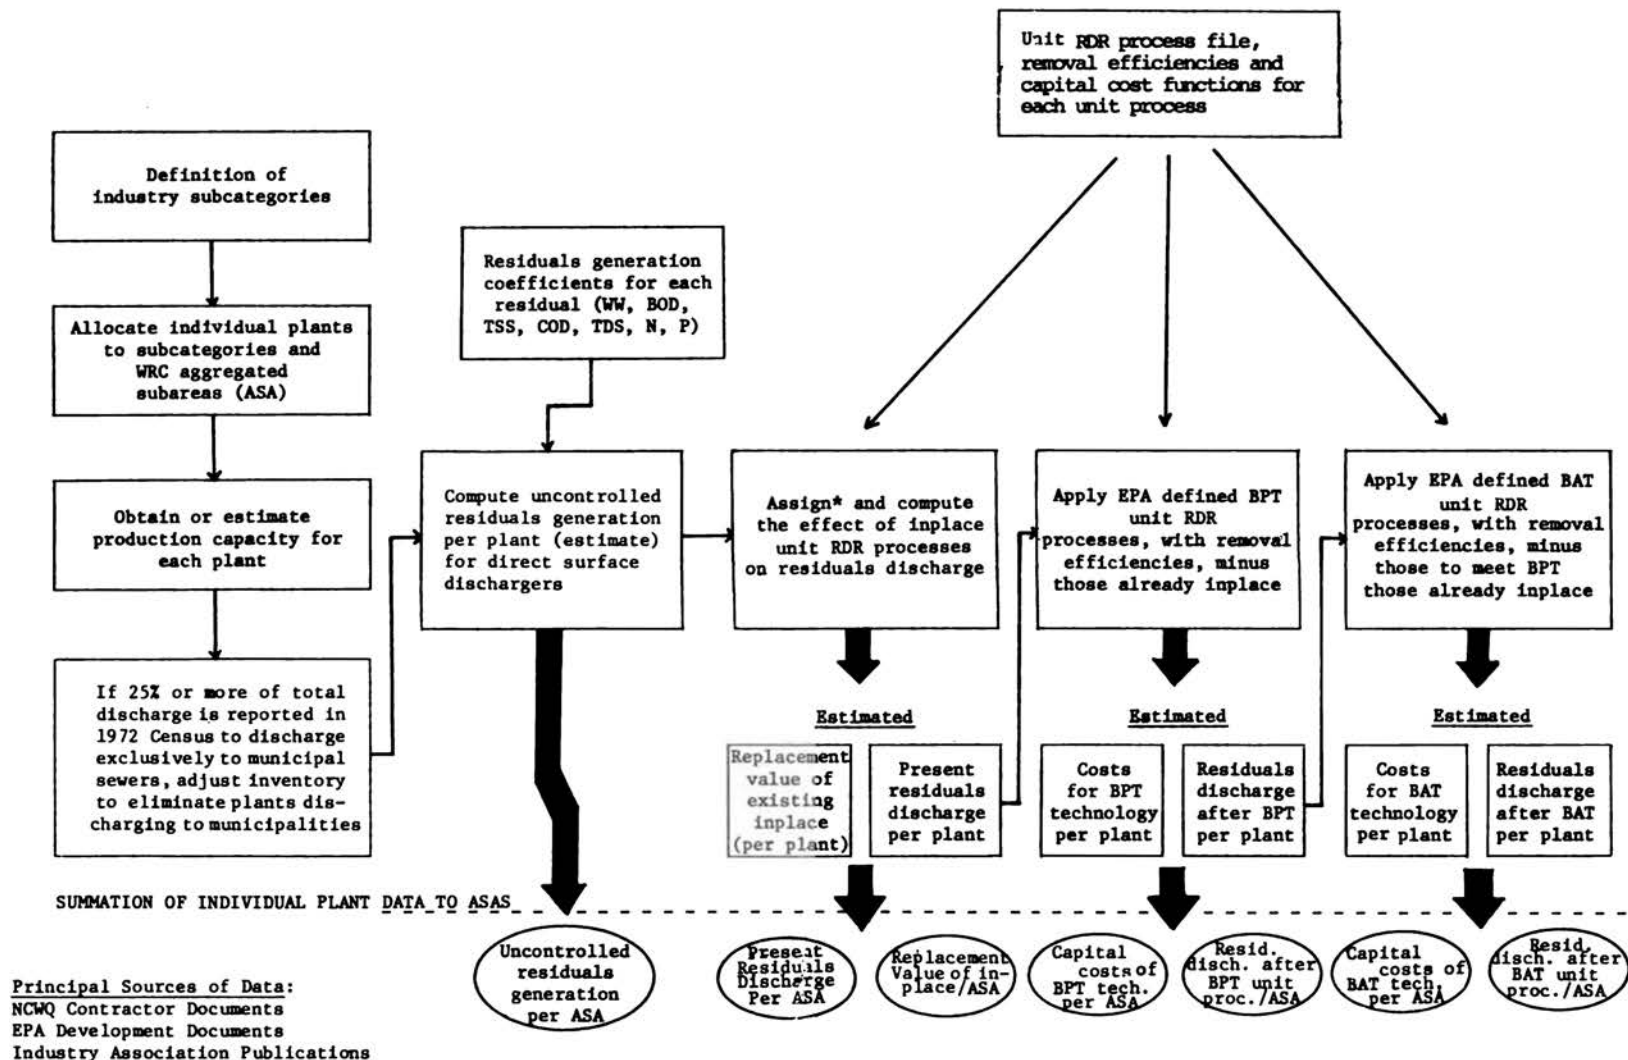 Unit RDR process file,
removal efficiencies and
capital cost functions for
each unit process
Definition of
industry subcategories
Allocate individual plants
to subcategories and
WRC aggregated
subareas (ASA)
Obtain or estimate
production capacity for
each plant
If 25% or more of total
discharge is reported in
1972 Census to discharge
exclusively to municipal
sewers, adjust inventory
to eliminate plants dis-
charging to municipalities
Residuals generation
coefficients for each
residual (WW, BOD,
TSS, COD, TDS, N, P)
Compute uncontrolled
residuals generation
per plant (estimate)
for direct surface
dischargers
Assign* and compute
the effect of inplace
unit RDR processes
on residuals discharge
Apply EPA defined BPT
unit RDR
processes, with removal
efficiencies, minus
those already inplace
Apply EPA defined BAT
unit RDR
processes, with removal
efficiencies, minus
those to meet BPT
those already inplace
Estimated
Replacement
value of
existing
inplace
(per plant)
Present
residuals
discharge
per plant
Estimated
Costs
for BPT
technology
per plant
Residuals
discharge
after BPT
per plant
Estimated
Costs
for BAT
technology
per plant
Residuals
discharge
after BAT
per plant
SUMMATION OF INDIVIDUAL PLANT DATA TO ASAS
Uncontrolled
residuals
generation
per ASA
Present
Residuals
Discharge
Per ASA
Replacement
Value of in-
place/ASA
Capital
costs of
BPT tech.
per ASA
Resid.
disch. after
BPT unit
proc./ASA
Capital
costs of
BAT tech.
per ASA
Resid.
disch. after
BAT unit
proc./ASA
Principal Sources of Data:
NCWQ Contractor Documents
EPA Development Documents
Industry Association Publications